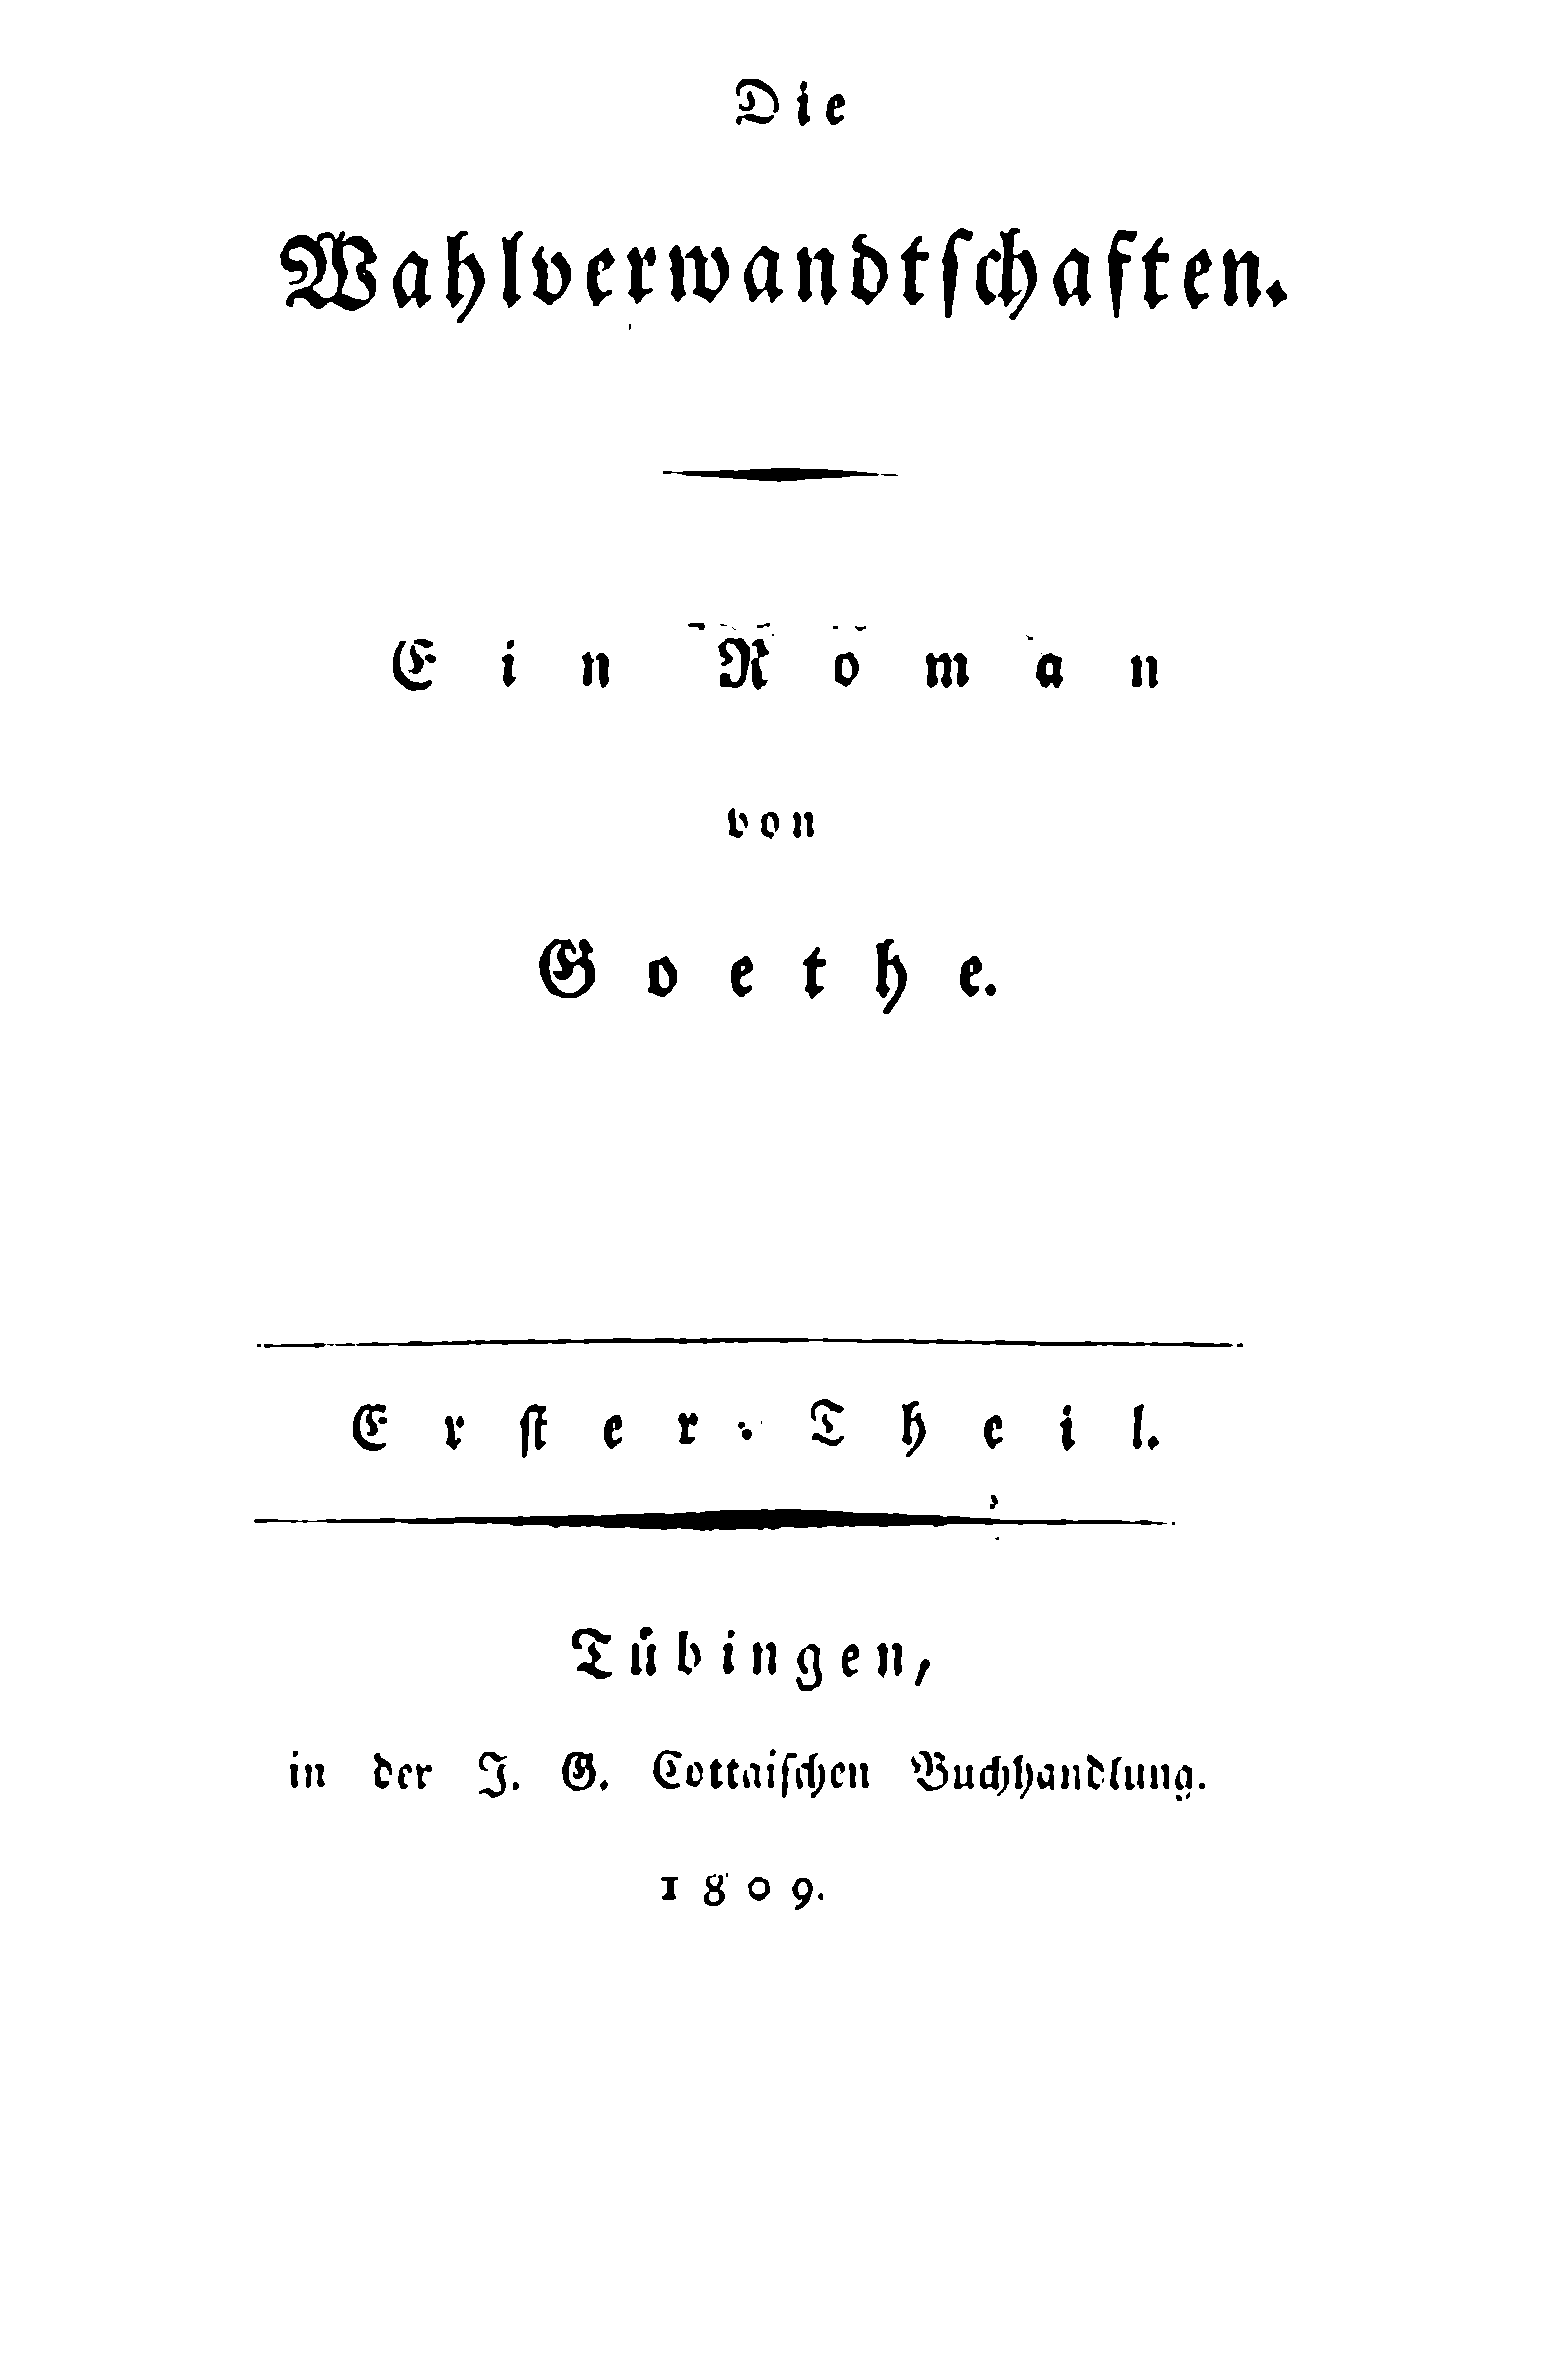 Die
Wahlverwandtſchaften.
Ein Roman
von
Goethe.
Erſter Theil.
Tübingen,
in der J. G. Cottaiſchen Buchhandlung.
1809.